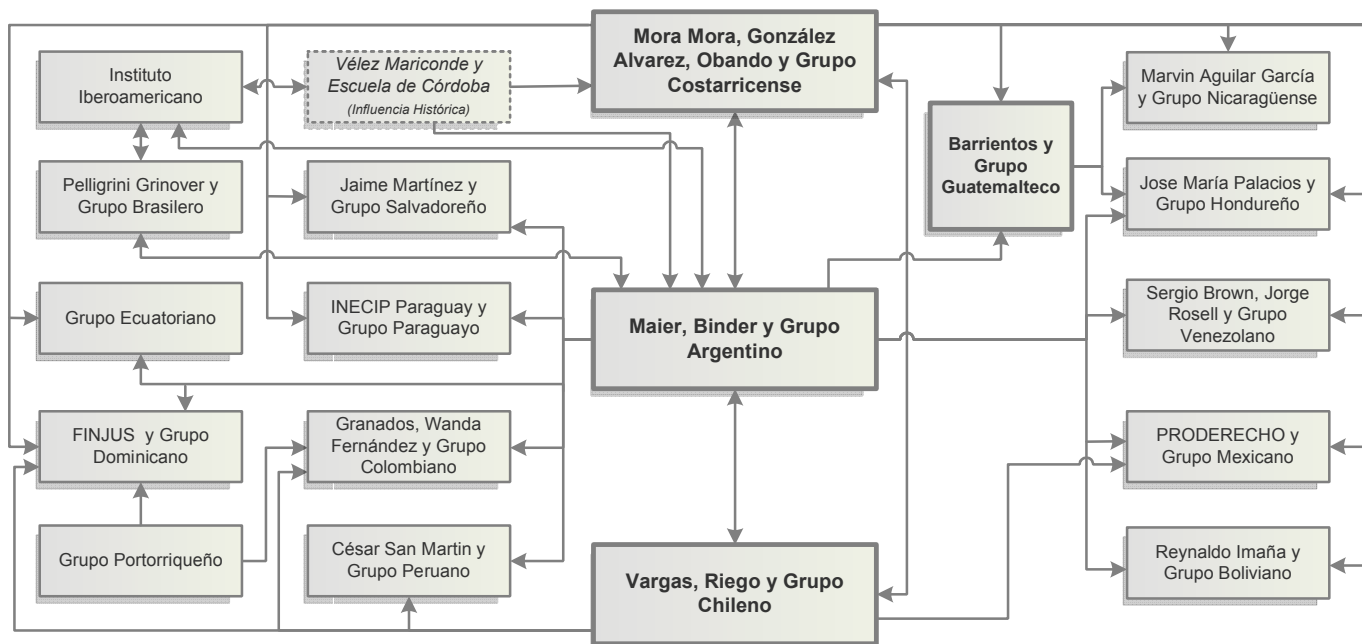 Mora Mora, González
Alvarez, Obando y Grupo
Costarricense
Instituto
Iberoamericano
Vélez Mariconde y
Escuela de Córdoba
(Influencia Histórica)
Marvin Aguilar García
y Grupo Nicaragüense
Barrientos y
Grupo
Guatemalteco
Pelligrini Grinover y
Grupo Brasilero
Jaime Martínez y
Grupo Salvadoreño
Jose María Palacios y
Grupo Hondureño
Grupo Ecuatoriano
INECIP Paraguay y
Grupo Paraguayo
Maier, Binder y Grupo
Argentino
Sergio Brown, Jorge
Rosell y Grupo
Venezolano
FINJUS y Grupo
Dominicano
Granados, Wanda
Fernández y Grupo
Colombiano
PRODERECHO y
Grupo Mexicano
Grupo Portorriqueño
César San Martin y
Grupo Peruano
Vargas, Riego y Grupo
Chileno
Reynaldo Imaña y
Grupo Boliviano